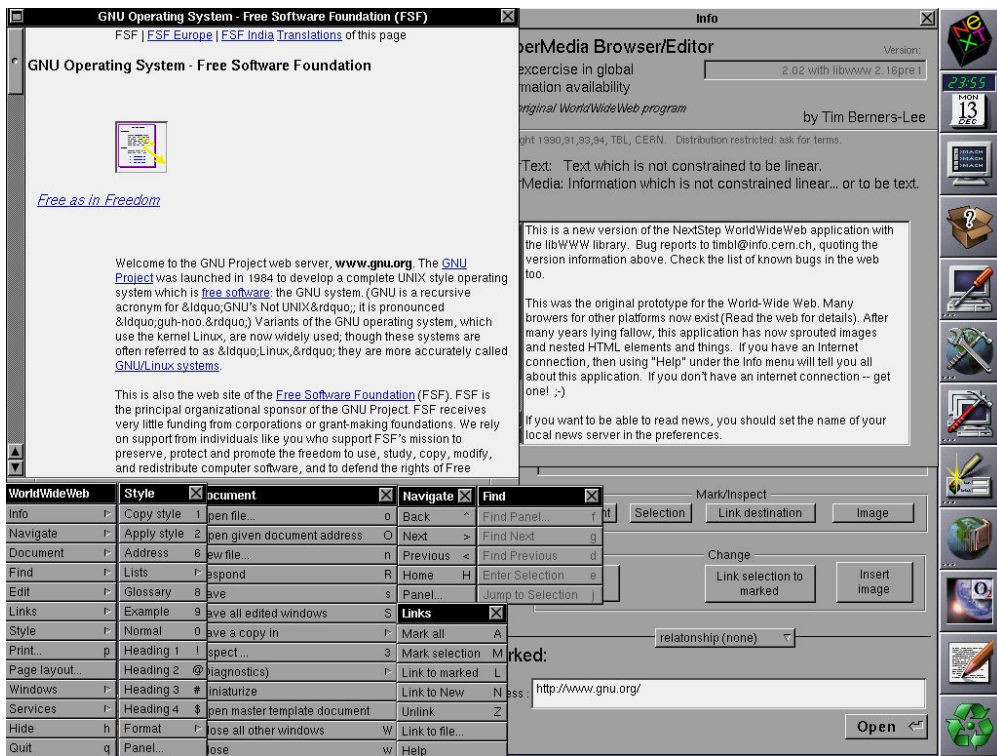 GNU Operating System - Free Software Foundation (FSF)
FSF | FSF Europe | FSF India Translations of this page
GNU Operating System - Free Software Foundation
Free as in Freedom
Welcome to the GNU Project web server, www.gnu.org. The GNU
Project was launched in 1984 to develop a complete UNIX style operating
system which is free software: the GNU system. (GNU is a recursive
acronym for &ldquo;GNU's Not UNIX&rdquo;; it is pronounced
&ldquo;guh-noo.&rdquo;) Variants of the GNU operating system, which
use the kernel Linux, are now widely used; though these systems are
often referred to as &ldquo;Linux,&rdquo; they are more accurately called
GNU/Linux systems.
This is also the web site of the Free Software Foundation (FSF). FSF is
the principal organizational sponsor of the GNU Project. FSF receives
very little funding from corporations or grant-making foundations. We rely
on support from individuals like you who support FSF's mission to
preserve, protect and promote the freedom to use, study, copy, modify,
and redistribute computer software, and to defend the rights of Free
Info
perMedia Browser/Editor
Version:
excercise in global
2.02 with libwww 2.16pre1
mation availability
original WorldWideWeb program
by Tim Berners-Lee
ght 1990,91,93,94, TBL, CERN. Distribution restricted: ask for terms.
rText: Text which is not constrained to be linear.
rMedia: Information which is not constrained linear... or to be text.
This is a new version of the NextStep WorldWideWeb application with
the libWWW library. Bug reports to timbl@info.cern.ch, quoting the
version information above. Check the list of known bugs in the web
too.
This was the original prototype for the World-Wide Web. Many
browers for other platforms now exist (Read the web for details). After
many years lying fallow, this application has now sprouted images
and nested HTML elements and things. If you have an Internet
connection, then using "Help" under the Info menu will tell you all
about this application. If you don't have an internet connection -- get
one! ;-)
If you want to be able to read news, you should set the name of your
local news server in the preferences.
WorldWideWeb
Info
Navigate
Document
Find
Edit
Links
Style
Print... p
Page layout...
Windows
Services
Hide h
Quit q
Style
Copy style 1
Apply style 2
Address 6
Lists
Glossary 8
Example 9
Normal 0
Heading 1 !
Heading 2 @
Heading 3 #
Heading 4 $
Format
Panel...
ocument
pen file... o
pen given document address O
ew file... n
espond R
ave s
ave all edited windows S
ave a copy in
spect ... 3
iagnostics)
iniaturize
pen master template document
lose all other windows W
lose w
Navigate
Back ^
Next >
Previous <
Home H
Panel...
Find
Find Panel... f
Find Next g
Find Previous d
Enter Selection e
Jump to Selection j
Links
Mark all A
Mark selection M
Link to marked L
Link to New N
Unlink Z
Link to file...
Help
Mark/Inspect
nt
Selection
Link destination
Image
Change
Link selection to
marked
Insert
image
relationship (none)
rked:
ess : http://www.gnu.org/
Open
NeXT
23:55
MON
13
DEC
MACH
MACH
?
O2